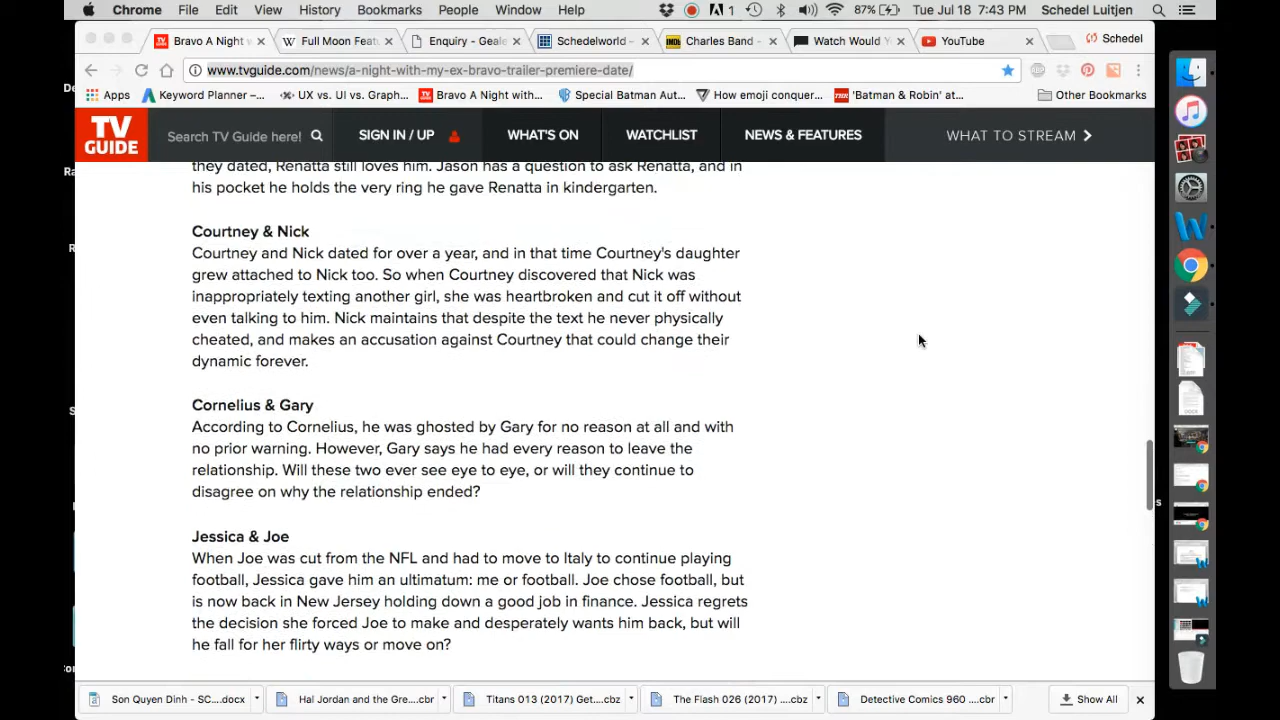 Chrome File Edit View History Bookmarks People Window Help 1 87% Tue Jul 18 7:43 PM Schedel Luitjen
Bravo A Night w Full Moon Featu Enquiry - Geale Schedelworld – Charles Band - Watch Would Y YouTube Schedel
www.tvguide.com/news/a-night-with-my-ex-bravo-trailer-premiere-date/
Apps Keyword Planner –... UX vs. UI vs. Graph... Bravo A Night with... Special Batman Aut... How emoji conquer... 'Batman & Robin' at... Other Bookmarks
TV GUIDE Search TV Guide here! SIGN IN / UP WHAT'S ON WATCHLIST NEWS & FEATURES WHAT TO STREAM
they dated, Renatta still loves him. Jason has a question to ask Renatta, and in
his pocket he holds the very ring he gave Renatta in kindergarten.
Courtney & Nick
Courtney and Nick dated for over a year, and in that time Courtney's daughter
grew attached to Nick too. So when Courtny discovered that Nick was
inappropriately texting another girl, she was heartbroken and cut it off without
even talking to him. Nick maintains that despite the text he never physically
cheated, and makes an accusation against Courtney that could change their
dynamic forever.
Cornelius & Gary
According to Cornelius, he was ghosted by Gary for no reason at all and with
no prior warning. However, Gary says he had every reason to leave the
relationship. Will these two ever see eye to eye, or will they continue to
disagree on why the relationship ended?
Jessica & Joe
When Joe was cut from the NFL and had to move to Italy to continue playing
football, Jessica gave him an ultimatum: me or football. Joe chose football, but
is now back in New Jersey holding down a good job in finance. Jessica regrets
the decision she forced Joe to make and desperately wants him back, but will
he fall for her flirty ways or move on?
Son Quyen Dinh - SC....docx Hal Jordan and the Gre....cbr Titans 013 (2017) Get....cbz The Flash 026 (2017) ....cbz Detective Comics 960 ....cbr Show All